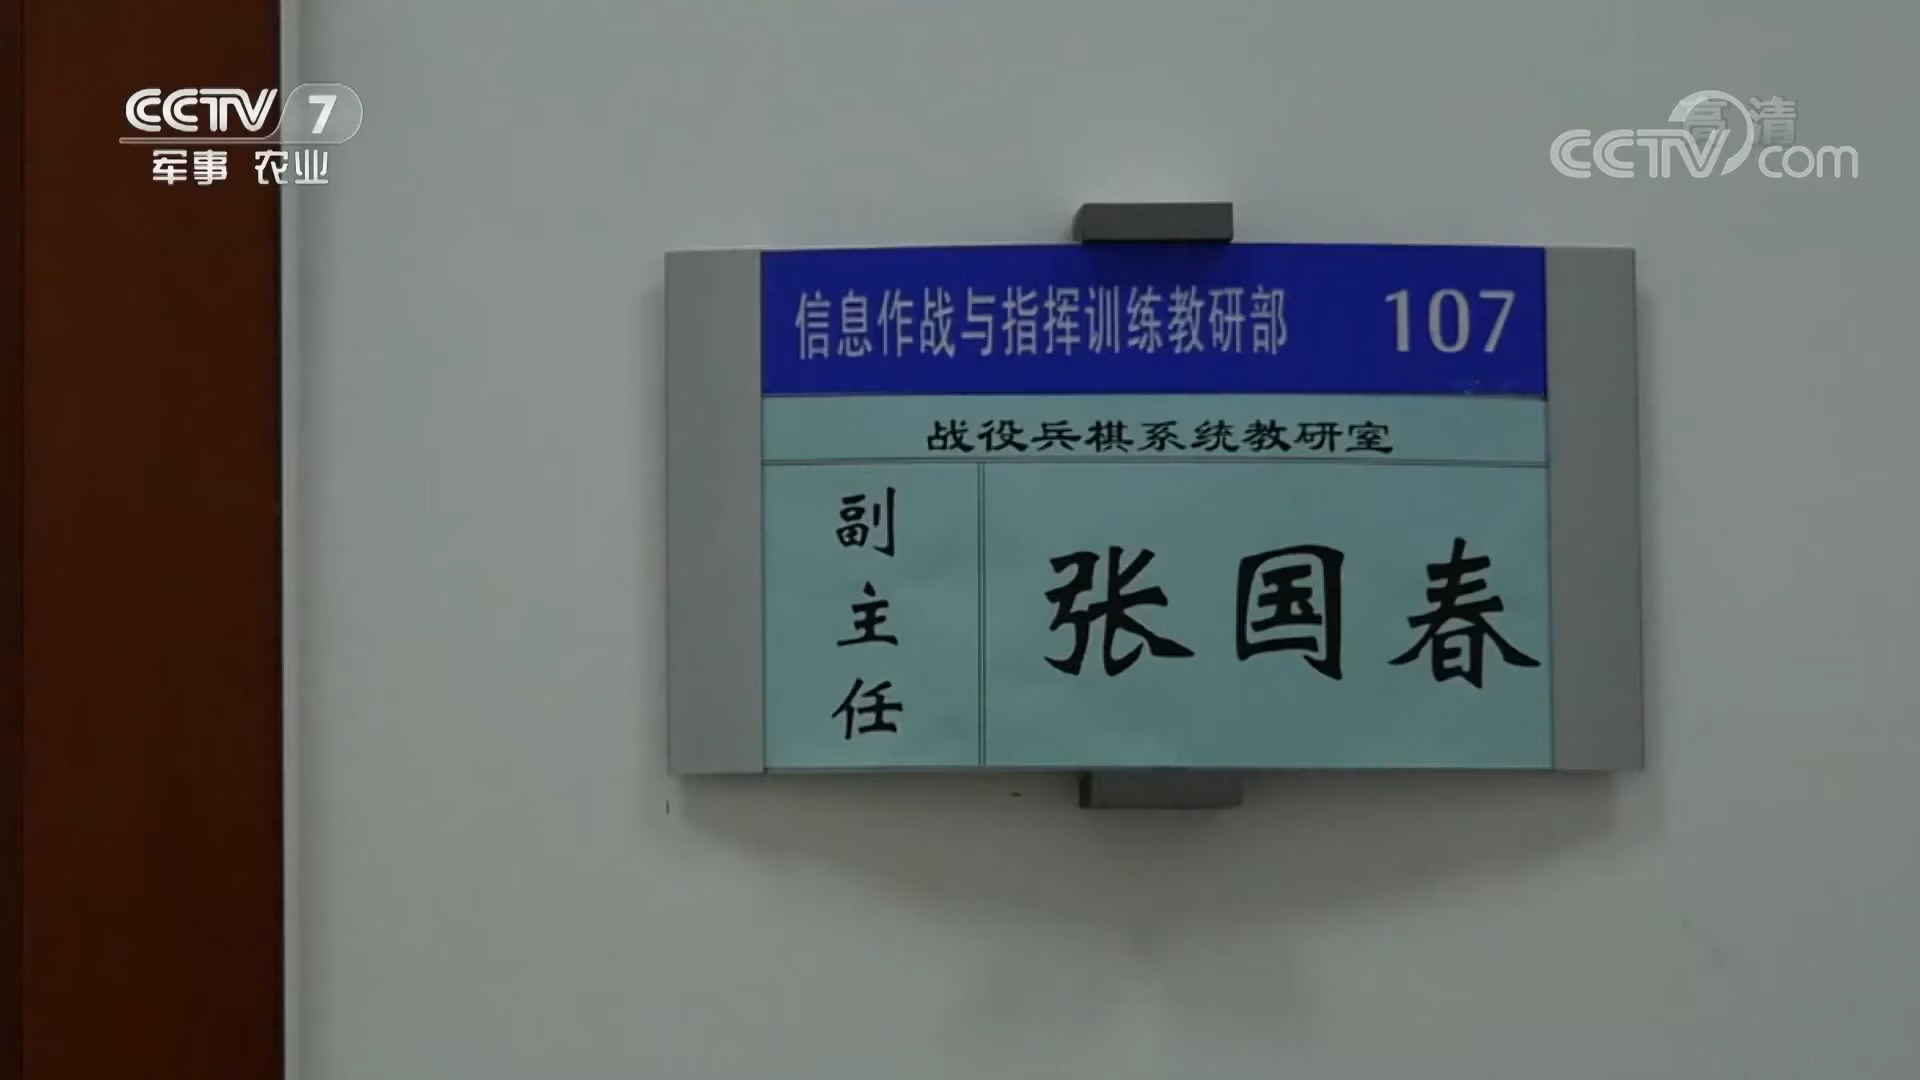 CCTV 7
军事 农业
高清
CCTV.com
信息作战与指挥训练教研部 107
战役兵棋系统教研室
副主任
张国春